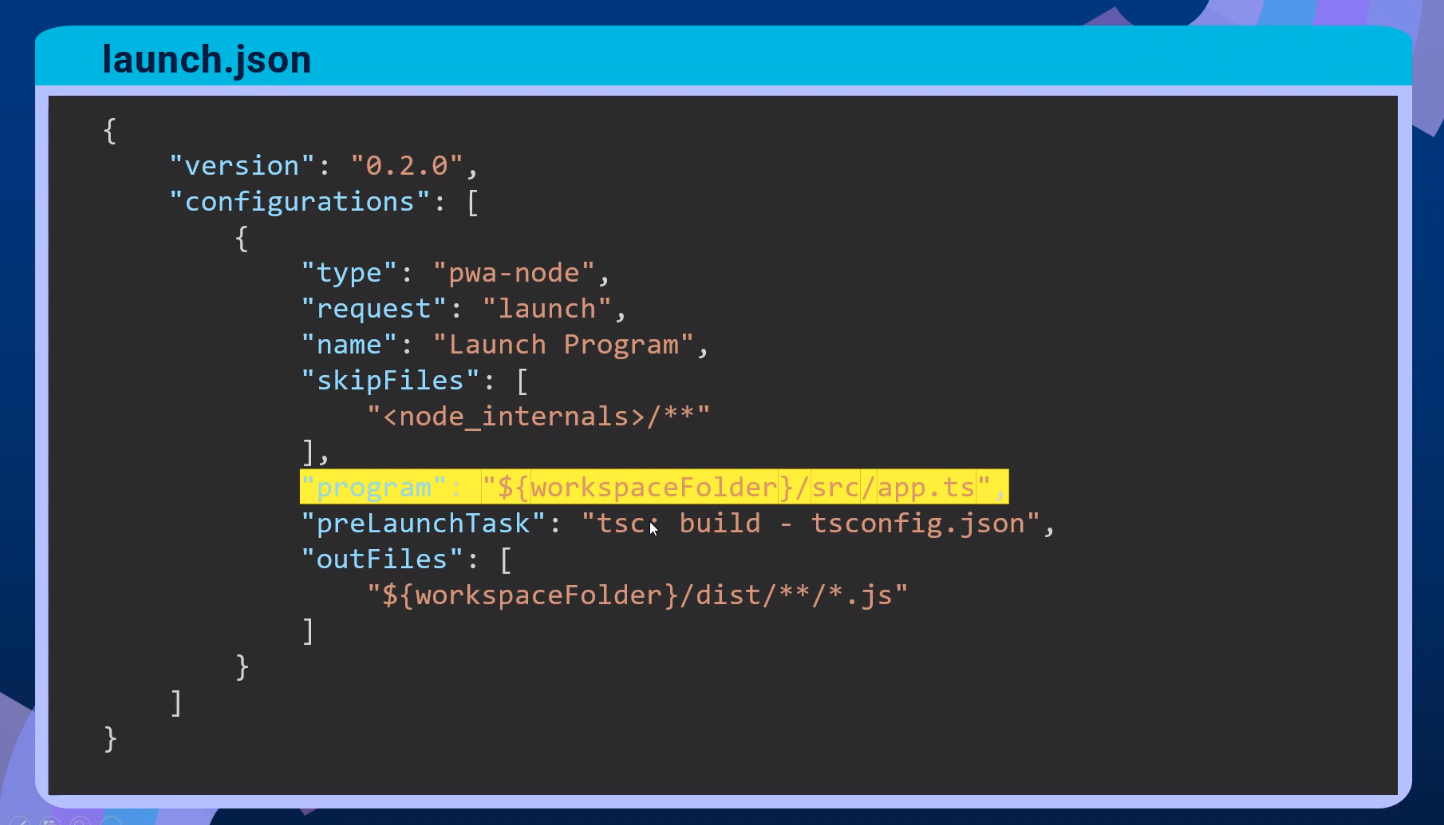 launch.json
{
    "version": "0.2.0",
    "configurations": [
        {
            "type": "pwa-node",
            "request": "launch",
            "name": "Launch Program",
            "skipFiles": [
                "<node_internals>/**"
            ],
            "program": "${workspaceFolder}/src/app.ts",
            "preLaunchTask": "tsc: build - tsconfig.json",
            "outFiles": [
                "${workspaceFolder}/dist/**/*.js"
            ]
        }
    ]
}